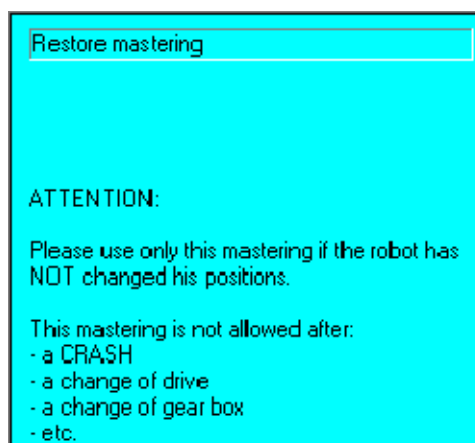 Restore mastering
ATTENTION:
Please use only this mastering if the robot has
NOT changed his positions.
This mastering is not allowed after:
- a CRASH
- a change of drive
- a change of gear box
- etc.